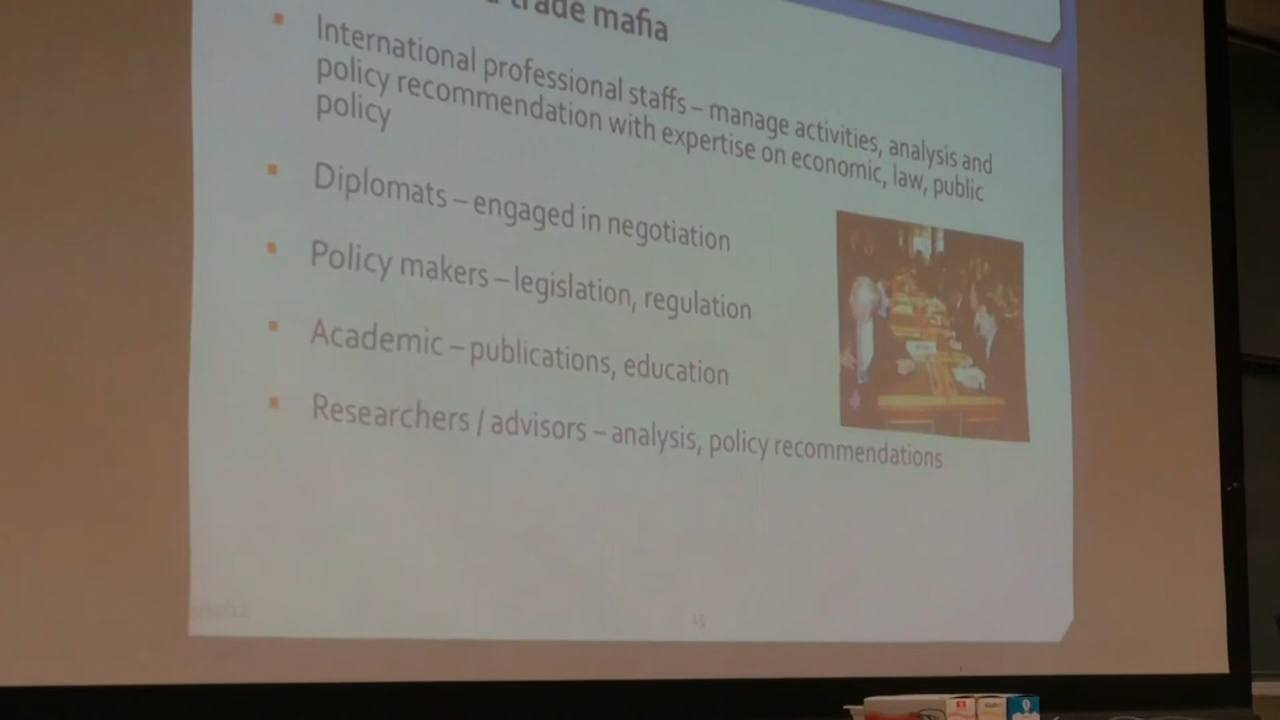 trade mafia
International professional staffs – manage activities, analysis and
policy recommendation with expertise on economic, law, public
policy
Diplomats – engaged in negotiation
Policy makers – legislation, regulation
Academic – publications, education
Researchers / advisors – analysis, policy recommendations
15